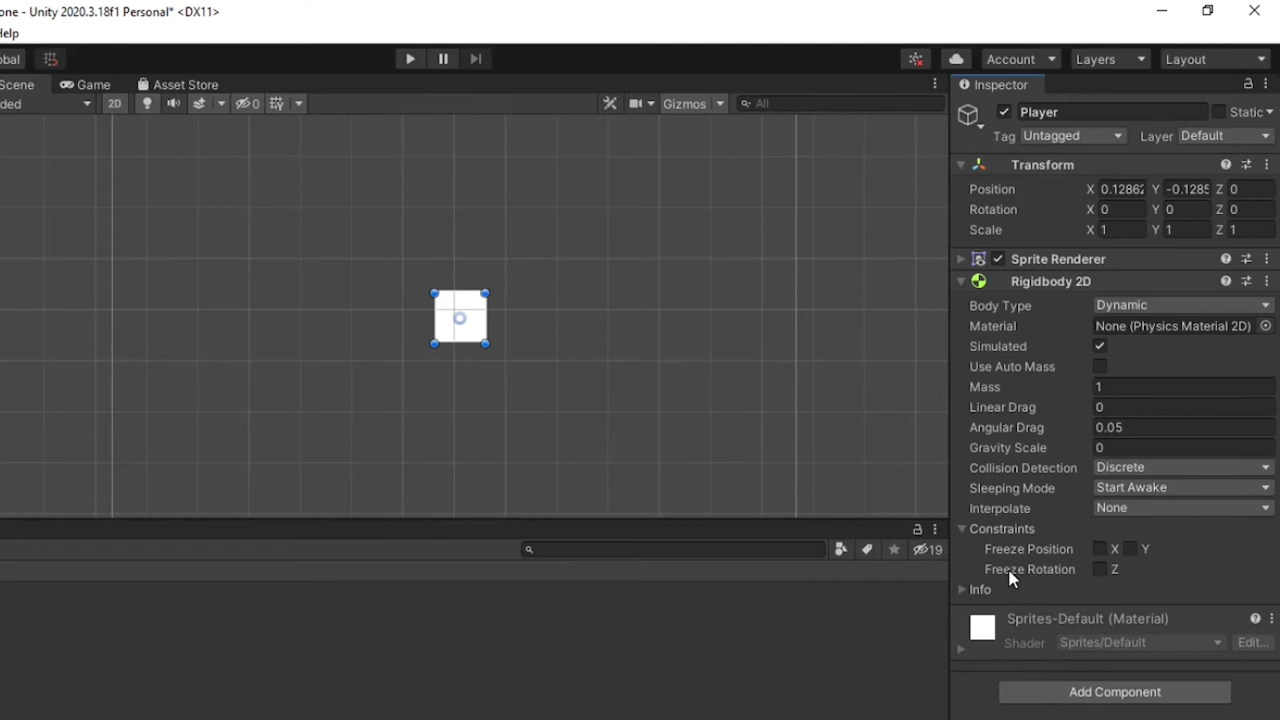 one - Unity 2020.3.18f1 Personal* <DX11>
Help
obal
Account
Layers
Layout
Scene
Game
Asset Store
Inspector
ded
2D
0
Gizmos
All
Player
Static
Tag Untagged Layer Default
Transform
Position X 0.12862 Y -0.1285 Z 0
Rotation X 0 Y 0 Z 0
Scale X 1 Y 1 Z 1
Sprite Renderer
Rigidbody 2D
Body Type Dynamic
Material None (Physics Material 2D)
Simulated
Use Auto Mass
Mass 1
Linear Drag 0
Angular Drag 0.05
Gravity Scale 0
Collision Detection Discrete
Sleeping Mode Start Awake
Interpolate None
Constraints
Freeze Position X Y
Freeze Rotation Z
Info
19
Sprites-Default (Material)
Shader Sprites/Default Edit...
Add Component